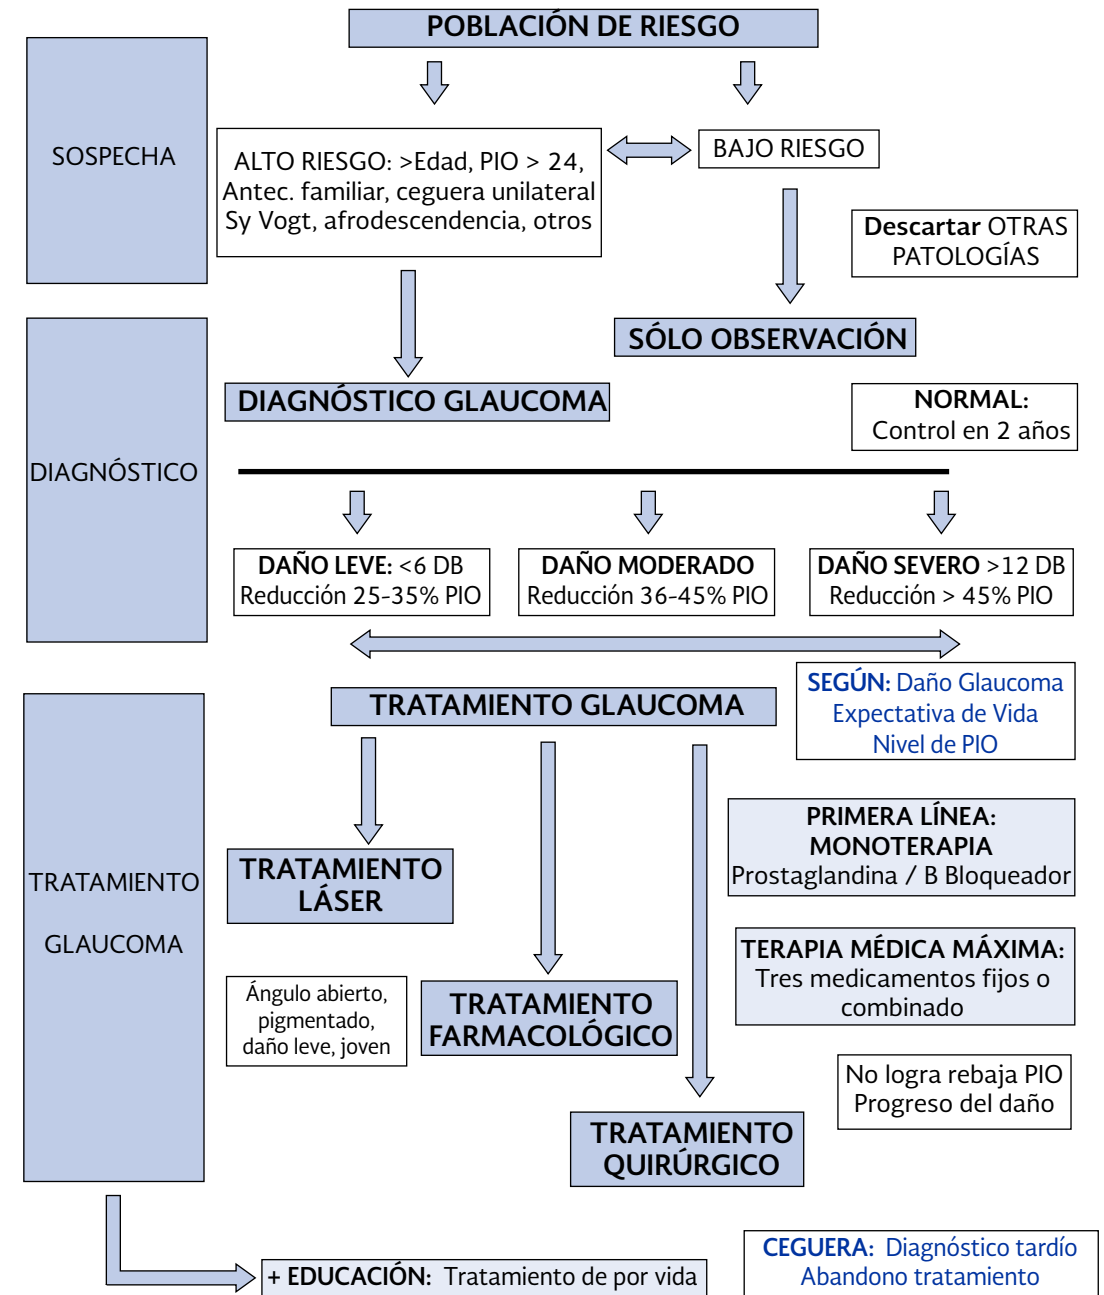 POBLACIÓN DE RIESGO
SOSPECHA
ALTO RIESGO: >Edad, PIO > 24,
Antec. familiar, ceguera unilateral
Sy Vogt, afrodescendencia, otros
BAJO RIESGO
Descartar OTRAS
PATOLOGÍAS
SÓLO OBSERVACIÓN
DIAGNÓSTICO GLAUCOMA
NORMAL:
Control en 2 años
DIAGNÓSTICO
DAÑO LEVE: <6 DB
Reducción 25-35% PIO
DAÑO MODERADO
Reducción 36-45% PIO
DAÑO SEVERO >12 DB
Reducción > 45% PIO
SEGÚN: Daño Glaucoma
Expectativa de Vida
Nivel de PIO
TRATAMIENTO GLAUCOMA
PRIMERA LÍNEA:
MONOTERAPIA
Prostaglandina / B Bloqueador
TRATAMIENTO
LÁSER
TRATAMIENTO
GLAUCOMA
TERAPIA MÉDICA MÁXIMA:
Tres medicamentos fijos o
combinado
Ángulo abierto,
pigmentado,
daño leve, joven
TRATAMIENTO
FARMACOLÓGICO
No logra rebaja PIO
Progreso del daño
TRATAMIENTO
QUIRÚRGICO
+ EDUCACIÓN: Tratamiento de por vida
CEGUERA: Diagnóstico tardío
Abandono tratamiento